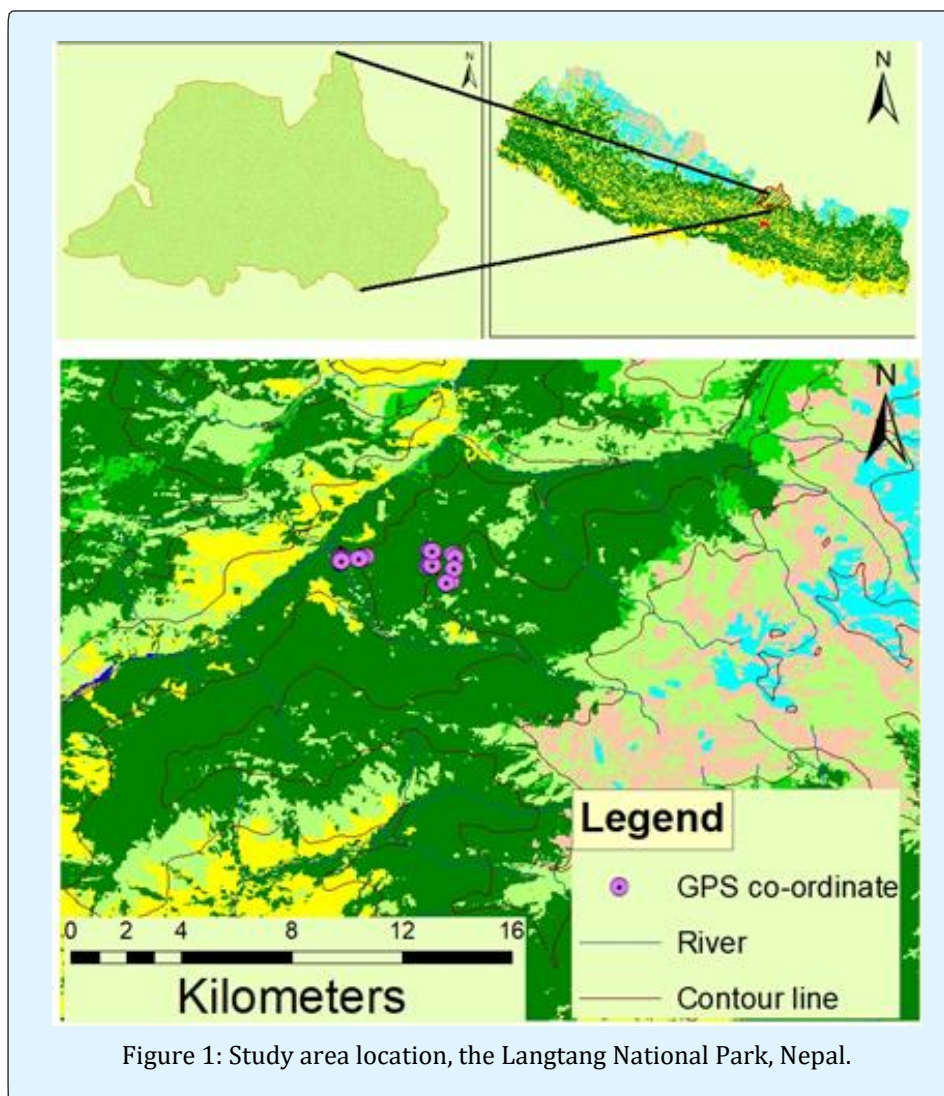 N
N
N
Legend
GPS co-ordinate
River
Contour line
0 2 4 8 12 16
Kilometers
Figure 1: Study area location, the Langtang National Park, Nepal.